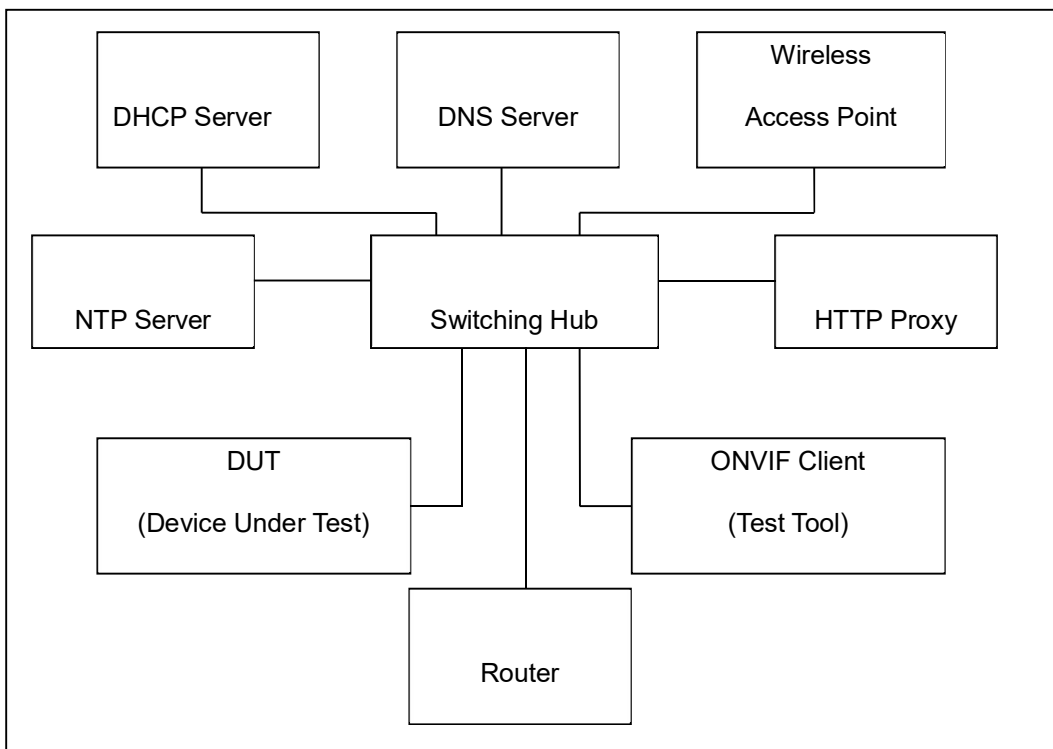 Wireless
DHCP Server
DNS Server
Access Point
NTP Server
Switching Hub
HTTP Proxy
DUT
(Device Under Test)
ONVIF Client
(Test Tool)
Router